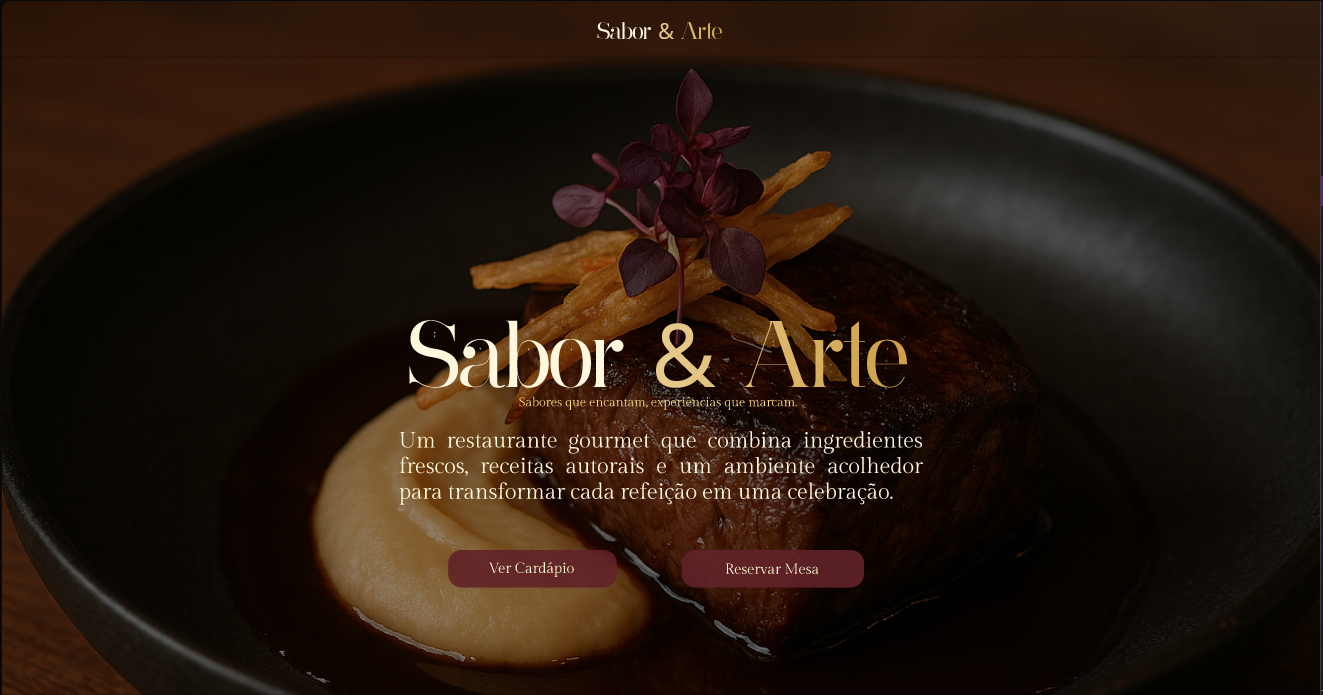 Sabor & Arte
Sabor & Arte
Sabores que encantam, experiências que marcam.
Um restaurante gourmet que combina ingredientes
frescos, receitas autorais e um ambiente acolhedor
para transformar cada refeição em uma celebração.
Ver Cardápio
Reservar Mesa